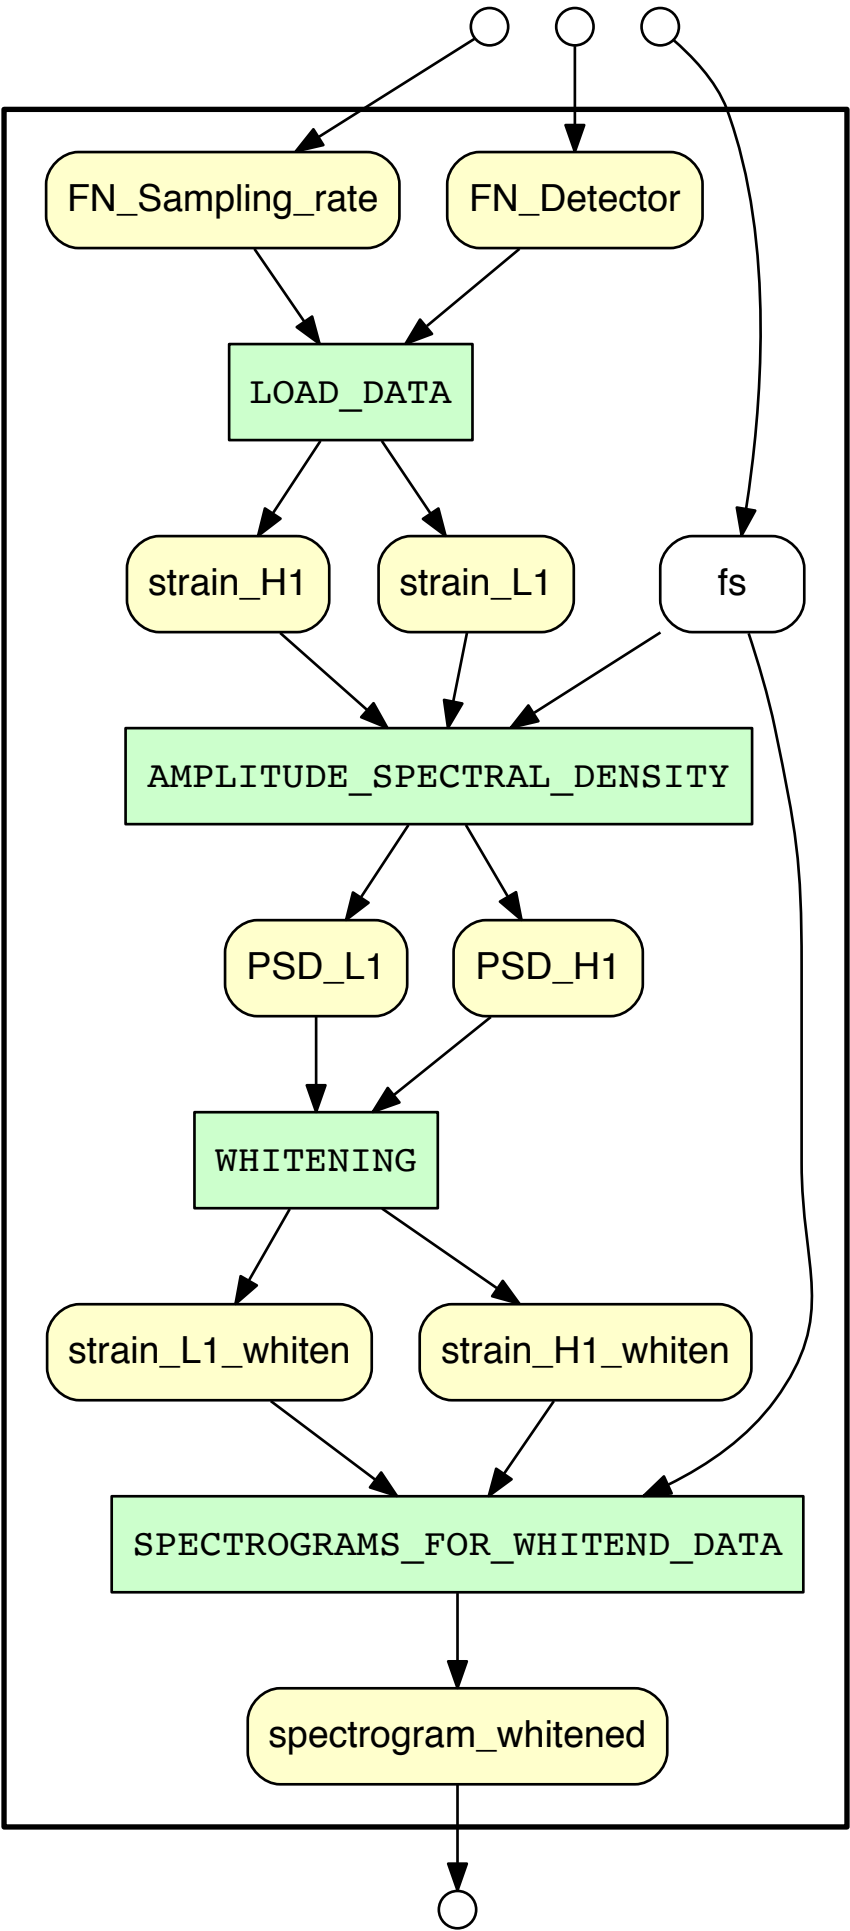 FN_Sampling_rate
FN_Detector
LOAD_DATA
strain_H1
strain_L1
fs
AMPLITUDE_SPECTRAL_DENSITY
PSD_L1
PSD_H1
WHITENING
strain_L1_whiten
strain_H1_whiten
SPECTROGRAMS_FOR_WHITEND_DATA
spectrogram_whitened